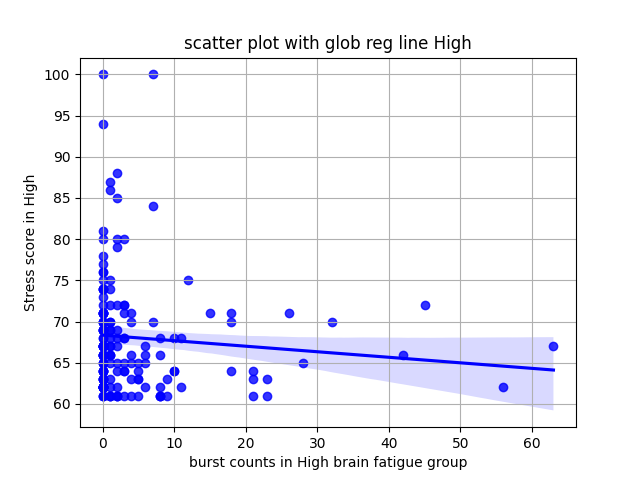 scatter plot with glob reg line High
100
95
90
85
80
75
70
65
60
Stress score in High
0 10 20 30 40 50 60
burst counts in High brain fatigue group